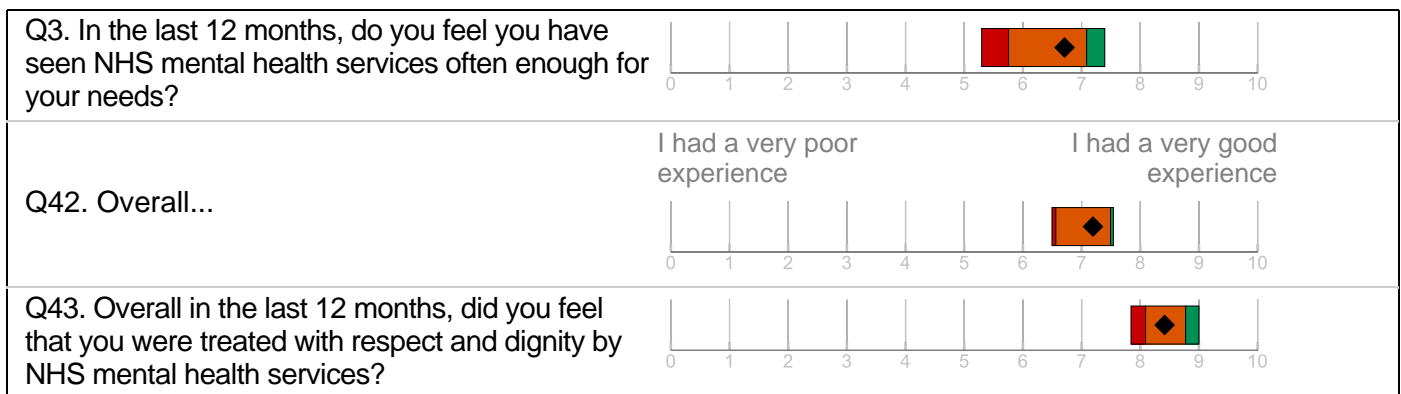 Q3. In the last 12 months, do you feel you have
seen NHS mental health services often enough for
your needs?
0 1 2 3 4 5 6 7 8 9 10
I had a very poor
experience
I had a very good
experience
Q42. Overall...
0 1 2 3 4 5 6 7 8 9 10
Q43. Overall in the last 12 months, did you feel
that you were treated with respect and dignity by
NHS mental health services?
0 1 2 3 4 5 6 7 8 9 10